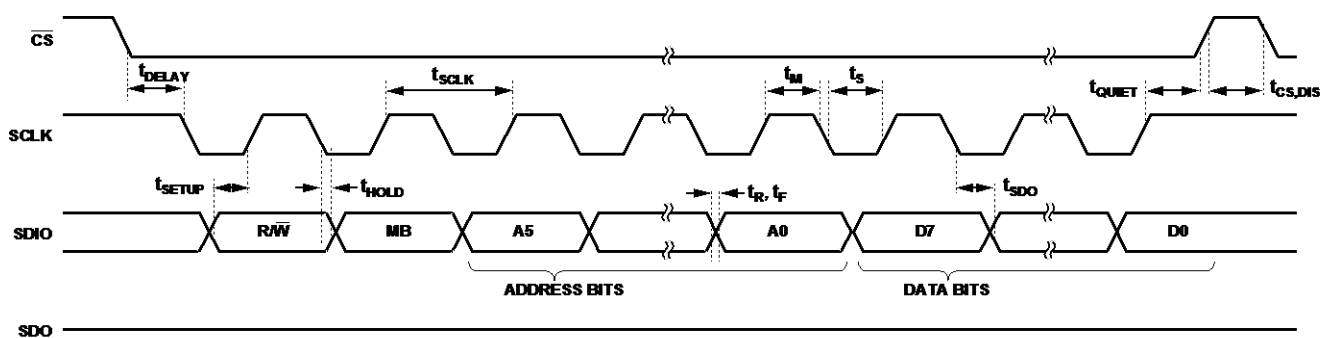 CS
tDELAY
tSCLK
tM
tS
tQUIET
tCS,DIS
SCLK
tSETUP
tHOLD
tR, tF
tSDO
SDIO
R/W
MB
A5
A0
D7
D0
ADDRESS BITS
DATA BITS
SDO